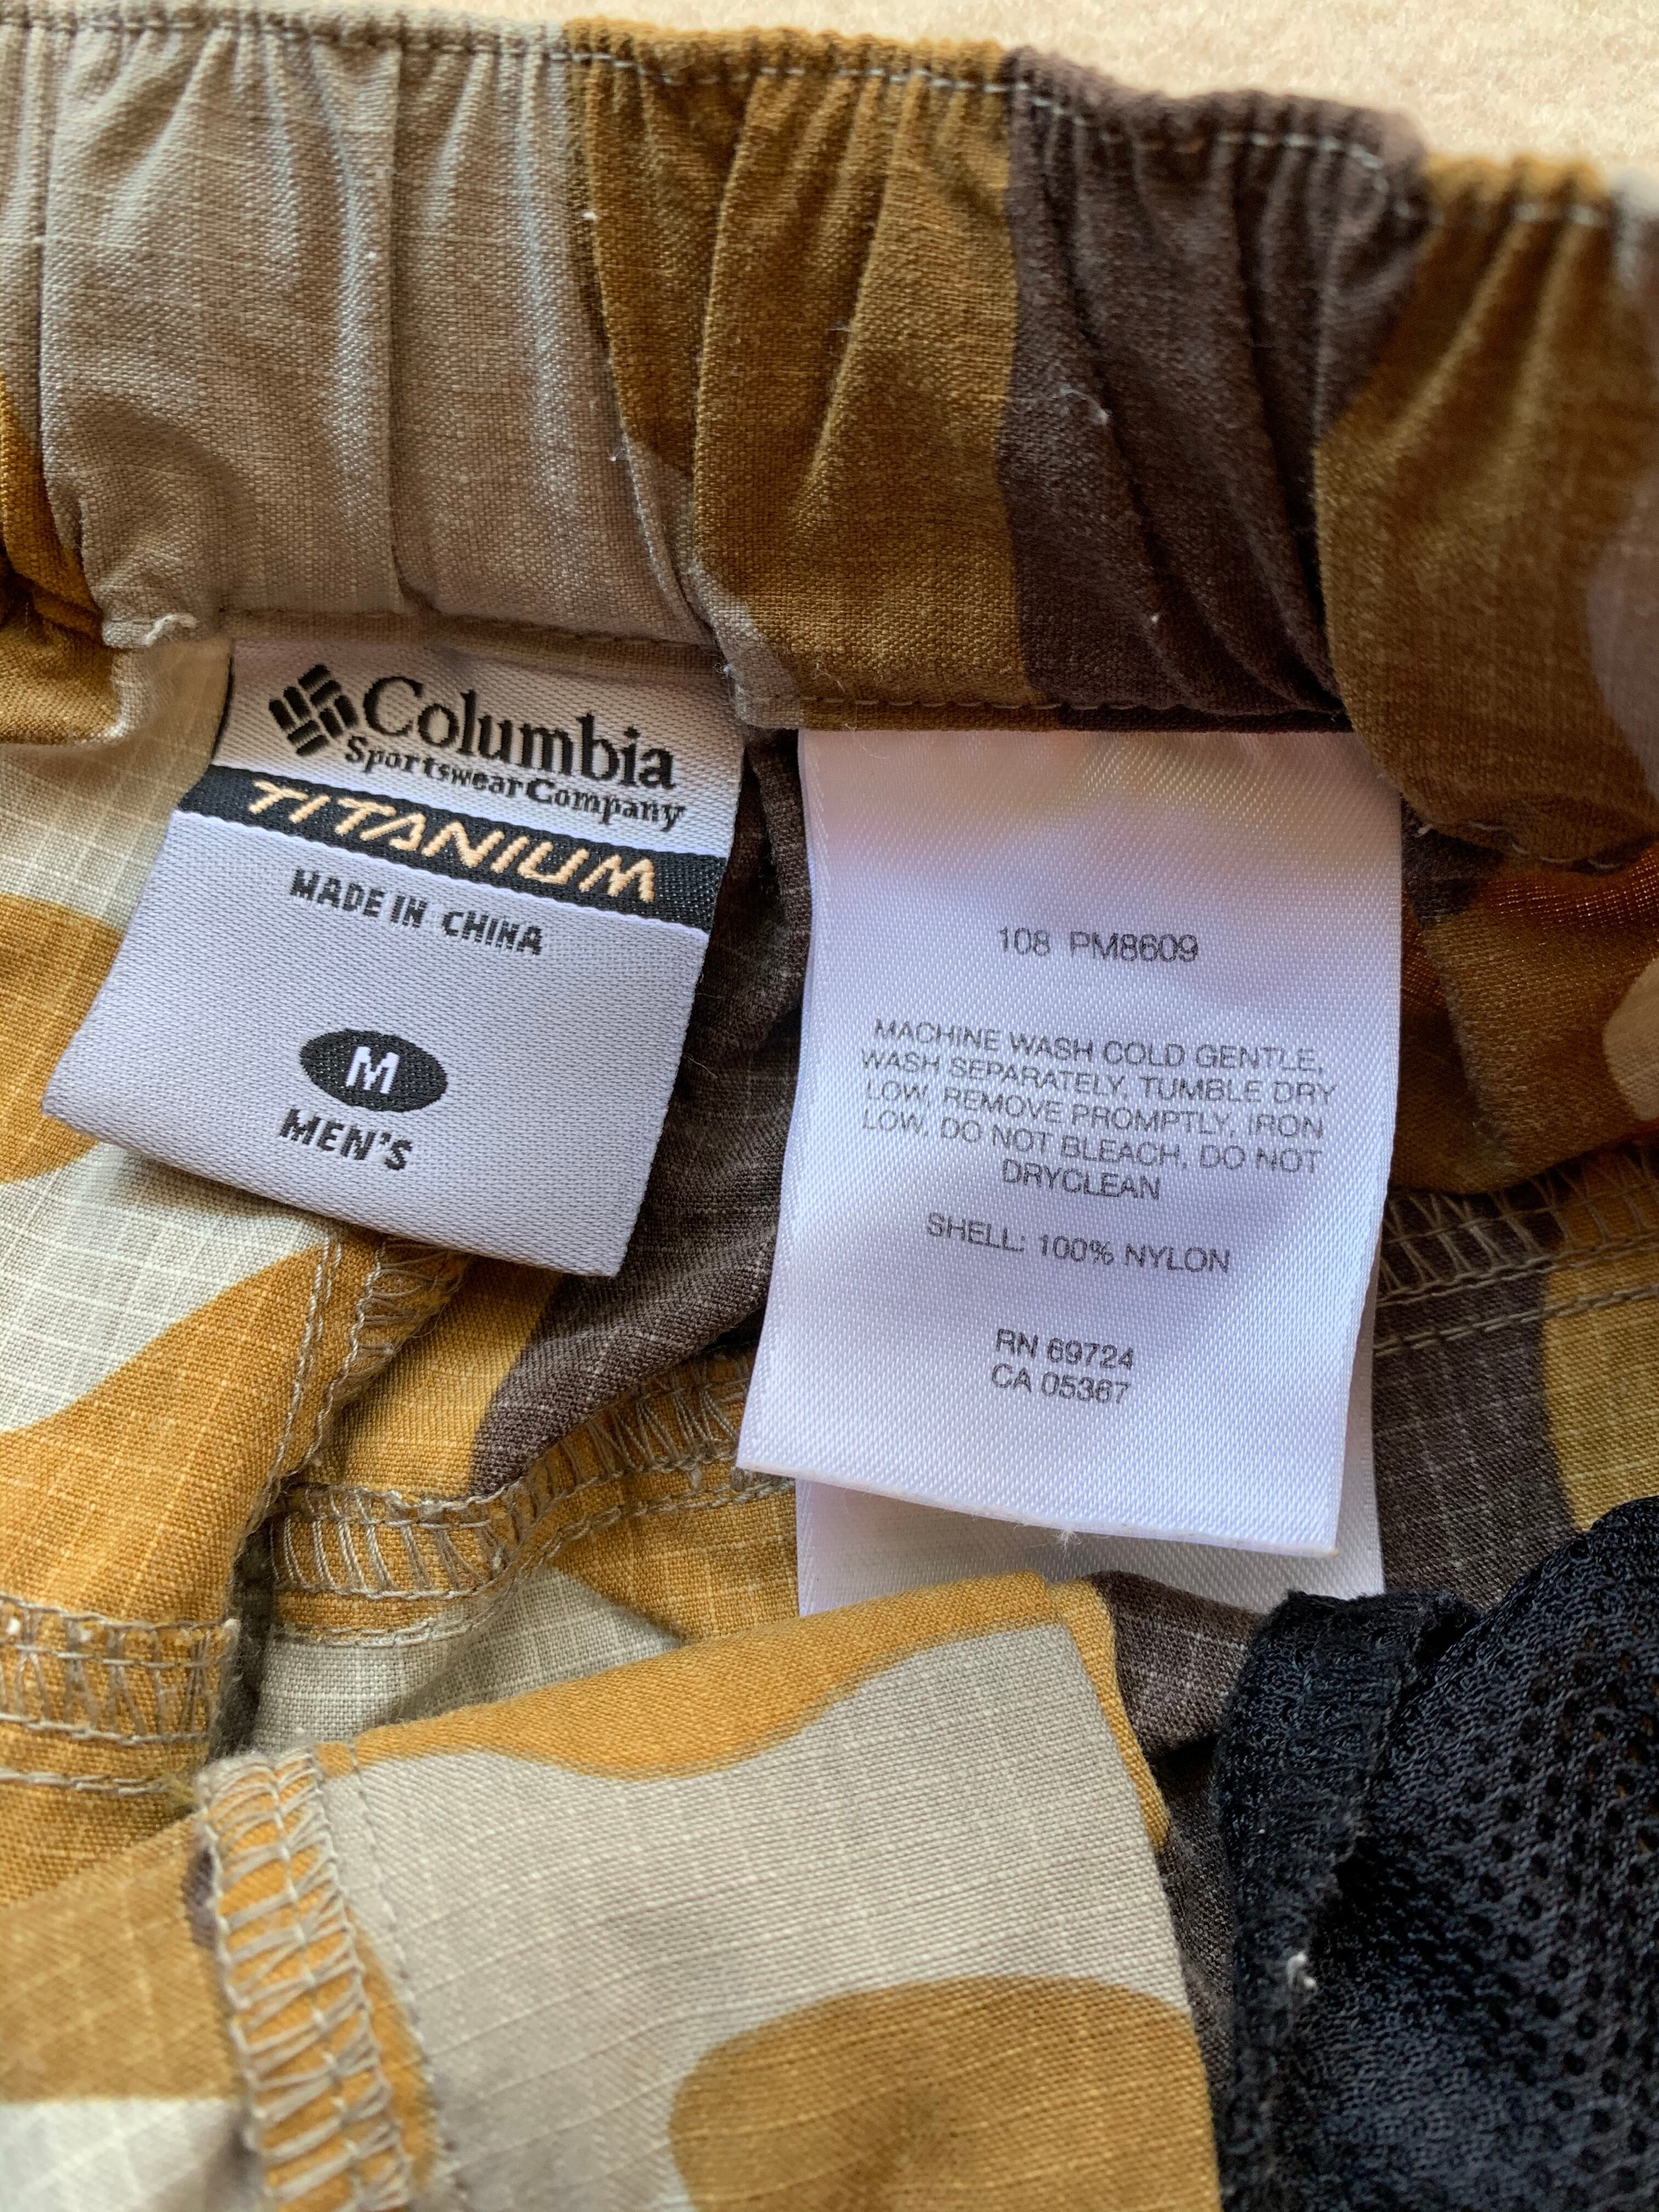 Columbia
Sportswear Company
TITANIUM
MADE IN CHINA
M
MEN'S
108 PM8609
MACHINE WASH COLD GENTLE,
WASH SEPARATELY, TUMBLE DRY
LOW, REMOVE PROMPTLY, IRON
LOW, DO NOT BLEACH, DO NOT
DRYCLEAN
SHELL: 100% NYLON
RN 69724
CA 05367